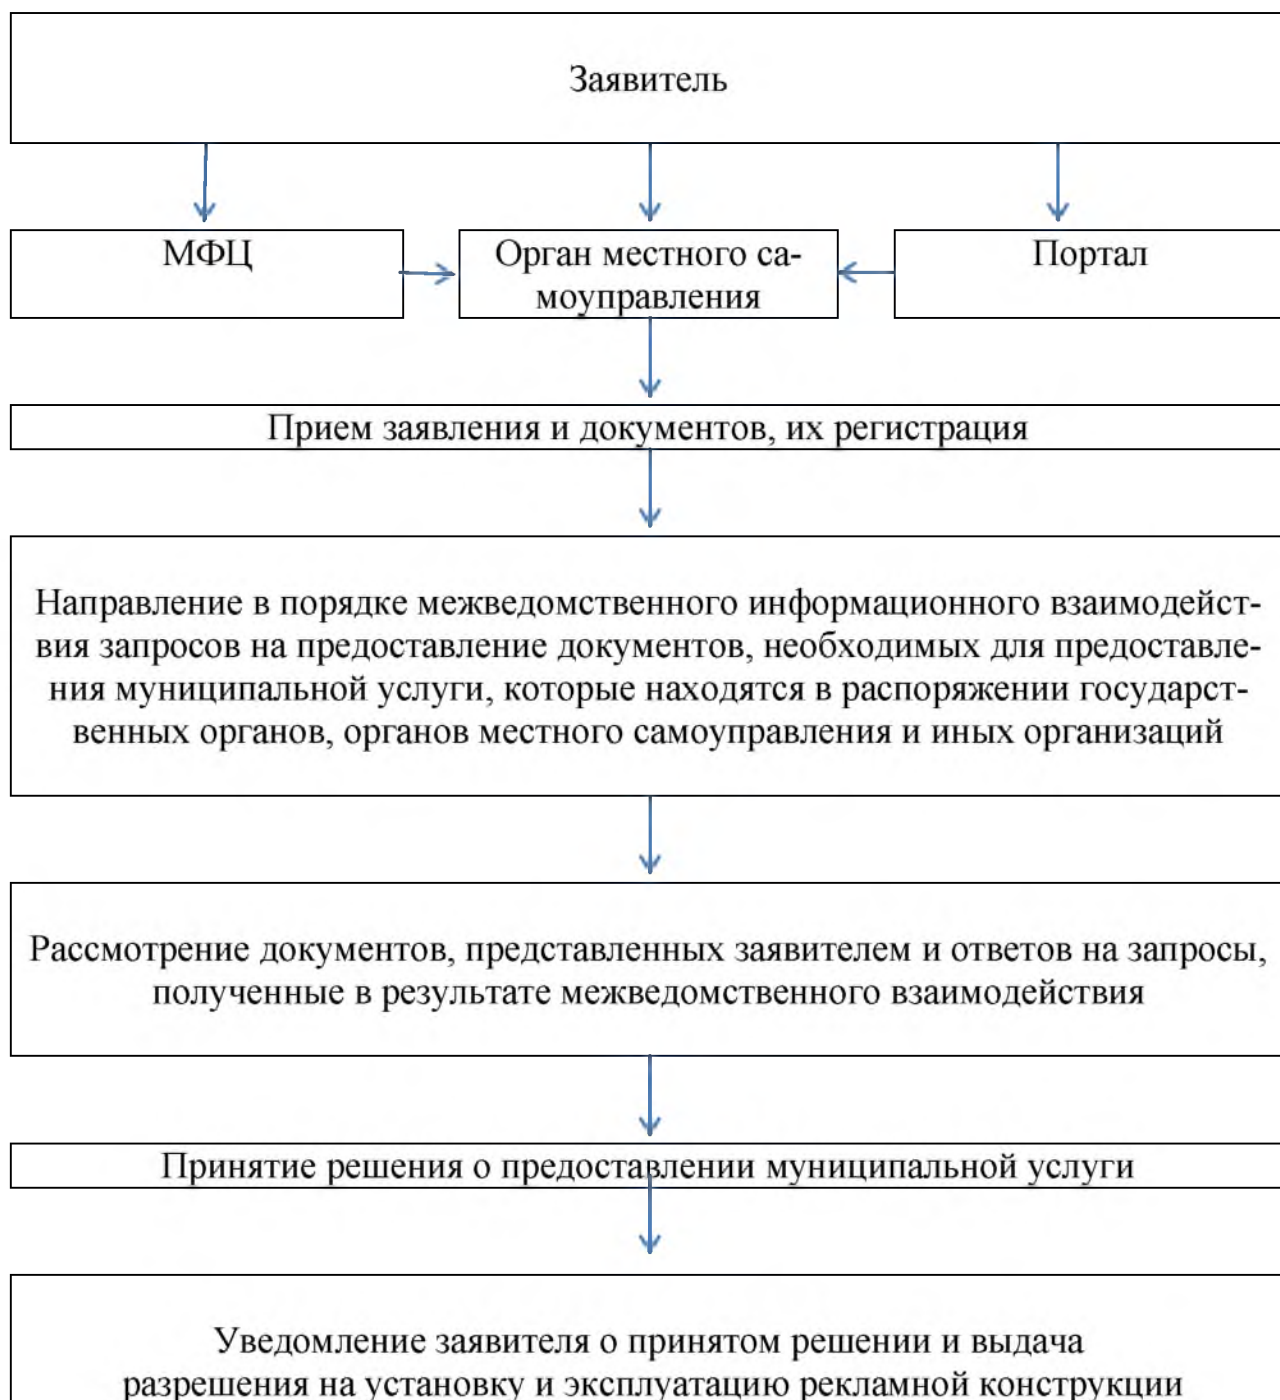 Заявитель
МФЦ
Орган местного са-
моуправления
Портал
Прием заявления и документов, их регистрация
Направление в порядке межведомственного информационного взаимодейст-
вия запросов на предоставление документов, необходимых для предоставле-
ния муниципальной услуги, которые находятся в распоряжении государст-
венных органов, органов местного самоуправления и иных организаций
Рассмотрение документов, представленных заявителем и ответов на запросы,
полученные в результате межведомственного взаимодействия
Принятие решения о предоставлении муниципальной услуги
Уведомление заявителя о принятом решении и выдача
разрешения на установку и эксплуатацию рекламной конструкции